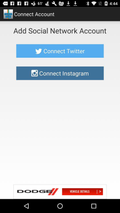 4:44
Connect Account
Add Social Network Account
Connect Twitter
Connect Instagram
DODGE